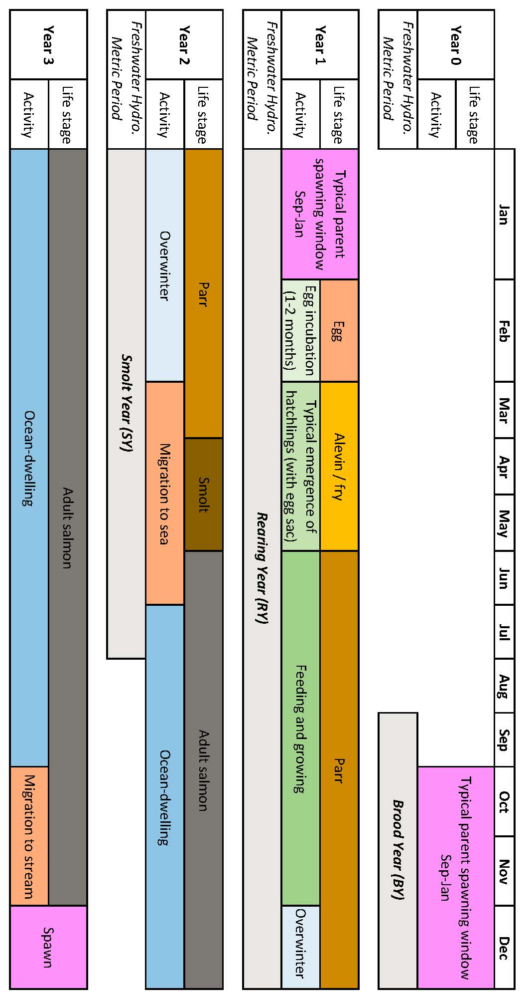 Jan
Feb
Mar
Apr
May
Jun
Jul
Aug
Sep
Oct
Nov
Dec
Year 0
Life stage
Activity
Typical parent spawning window
Sep-Jan
Freshwater Hydro.
Metric Period
Brood Year (BY)
Year 1
Life stage
Activity
Typical parent
spawning window
Sep-Jan
Egg
Alevin / fry
Parr
Egg incubation
(1-2 months)
Typical emergence of
hatchlings (with egg sac)
Feeding and growing
Overwinter
Freshwater Hydro.
Metric Period
Rearing Year (RY)
Year 2
Life stage
Parr
Smolt
Adult salmon
Activity
Overwinter
Migration to sea
Ocean-dwelling
Freshwater Hydro.
Metric Period
Smolt Year (SY)
Year 3
Life stage
Adult salmon
Activity
Ocean-dwelling
Migration to stream
Spawn